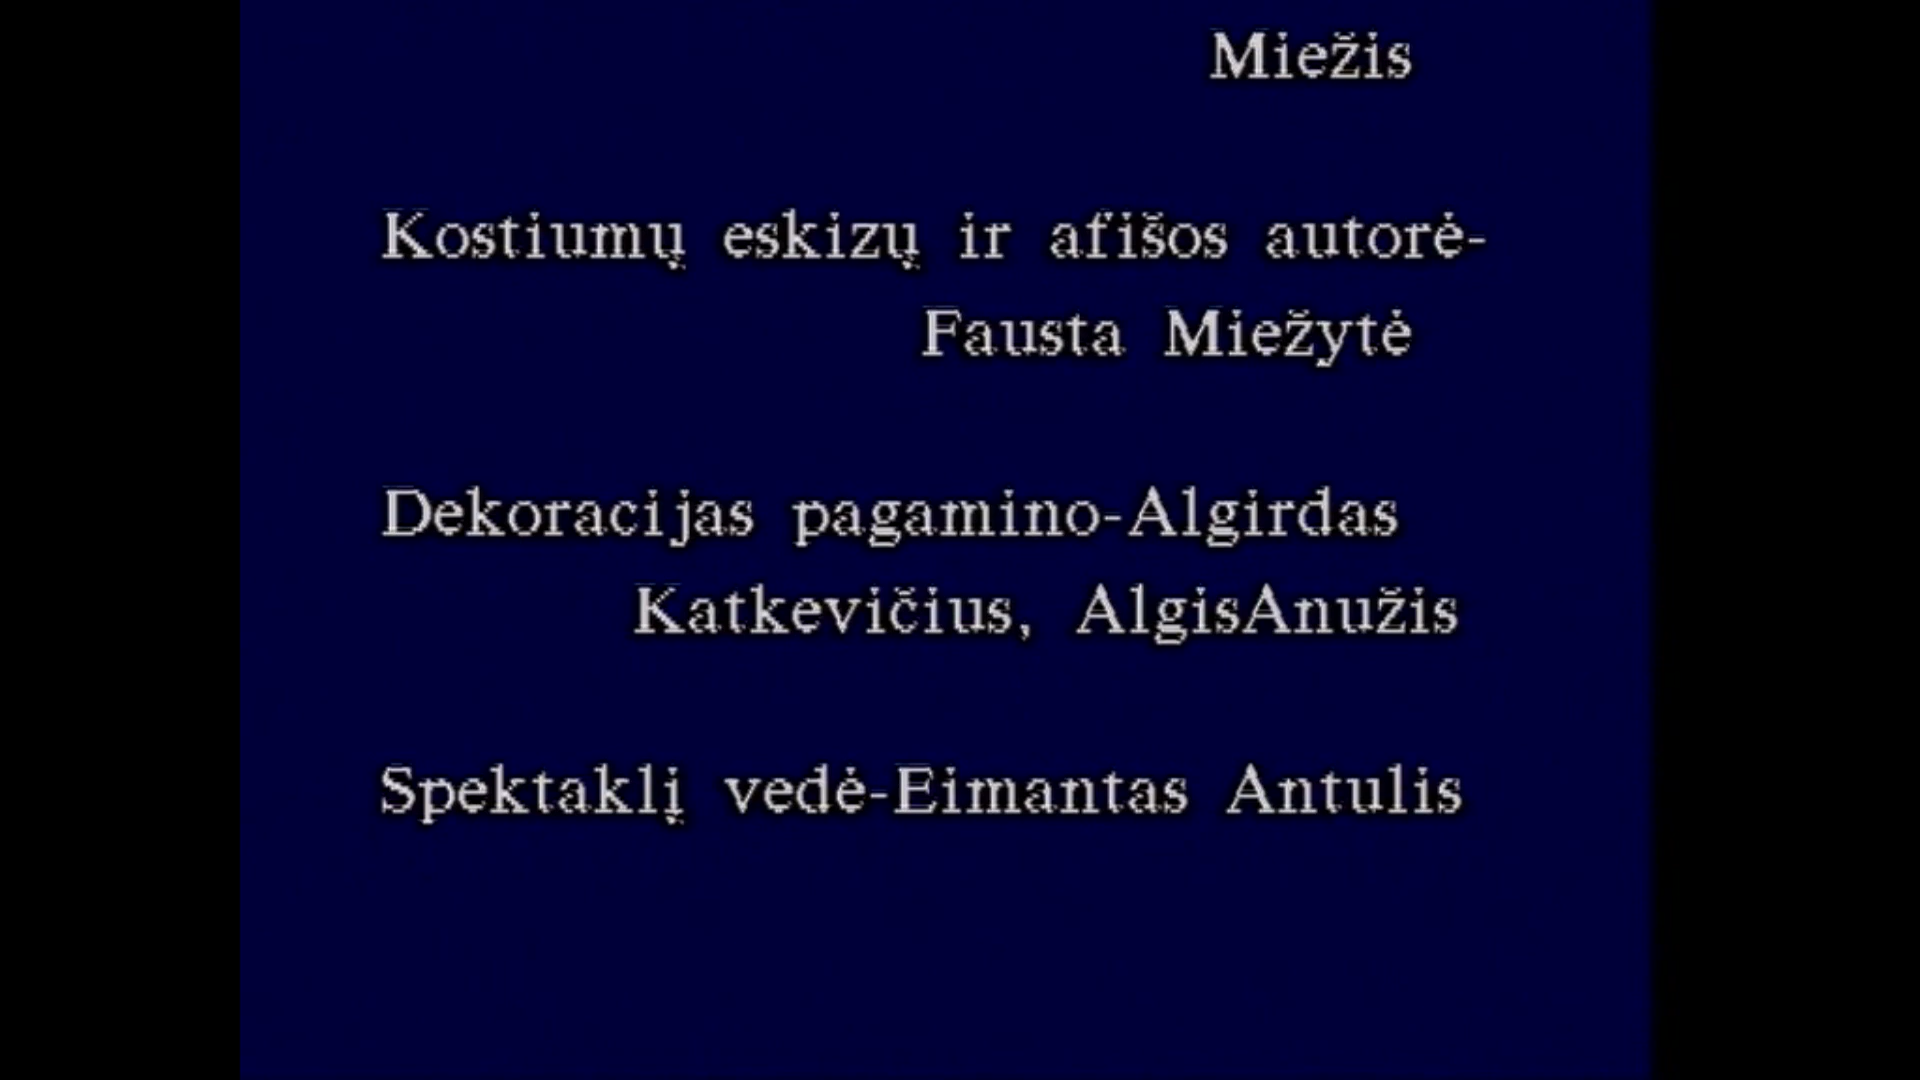 Miežis
Kostiumų eskizų ir afišos autorė-
Fausta Miežytė
Dekoracijas pagamino-Algirdas
Katkevičius, AlgisAnužis
Spektaklį vedė-Eimantas Antulis